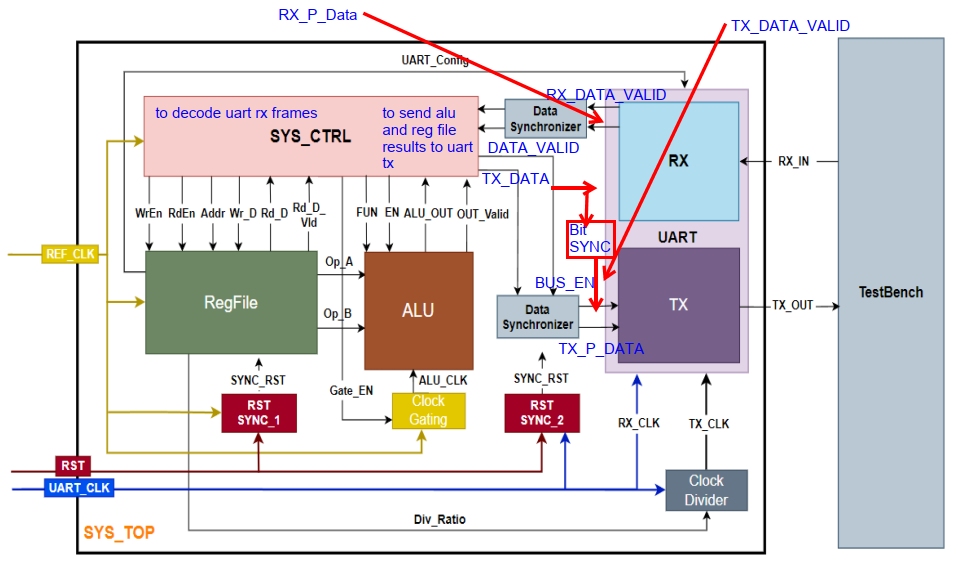 RX_P_Data
TX_DATA_VALID
UART_Config
RX_DATA_VALID
to decode uart rx frames
to send alu
and reg file
results to uart
tx
SYS_CTRL
Data
Synchronizer
DATA_VALID
TX_DATA
RX
RX_IN
WrEn
RdEn
Addr
Wr_D
Rd_D
Rd_D_
Vld
FUN
EN
ALU_OUT
OUT_Valid
Bit
SYNC
UART
REF_CLK
RegFile
Op_A
Op_B
ALU
BUS_EN
Data
Synchronizer
TX
TX_OUT
TestBench
TX_P_DATA
SYNC_RST
Gate_EN
ALU_CLK
SYNC_RST
RST
SYNC_1
Clock
Gating
RST
SYNC_2
RX_CLK
TX_CLK
RST
UART_CLK
Clock
Divider
Div_Ratio
SYS_TOP